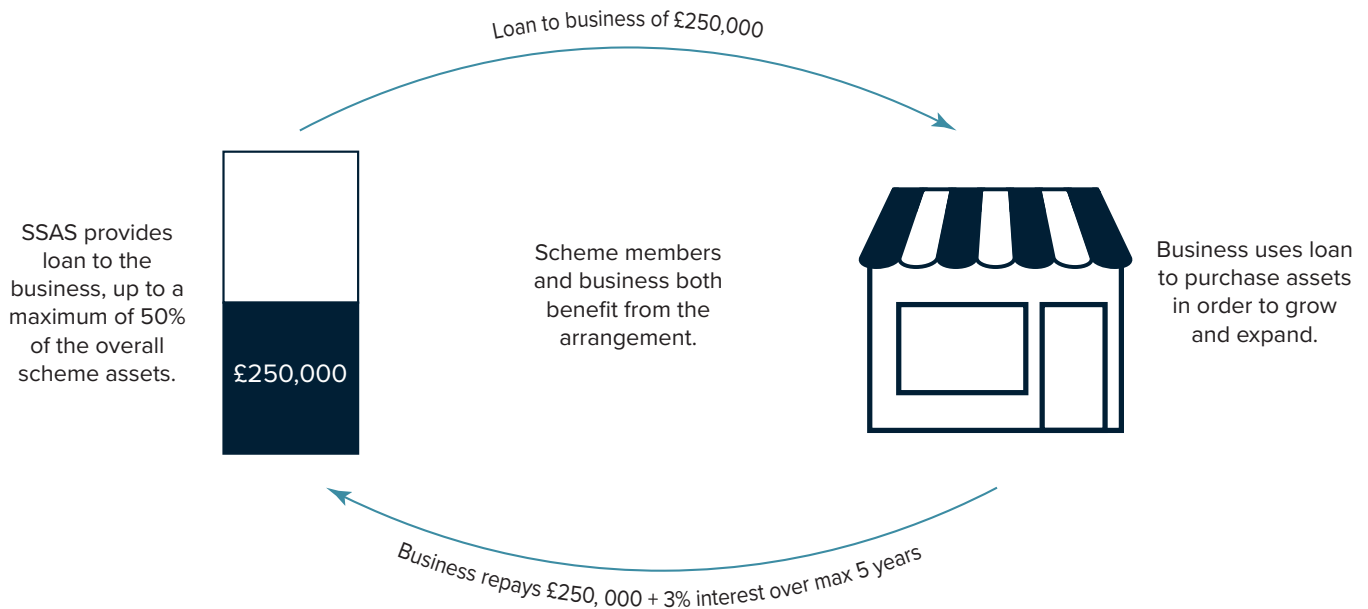 Loan to business of £250,000
SSAS provides
loan to the
business, up to a
maximum of 50%
of the overall
scheme assets.
£250,000
Scheme members
and business both
benefit from the
arrangement.
Business uses loan
to purchase assets
in order to grow
and expand.
Business repays £250, 000 + 3% interest over max 5 years